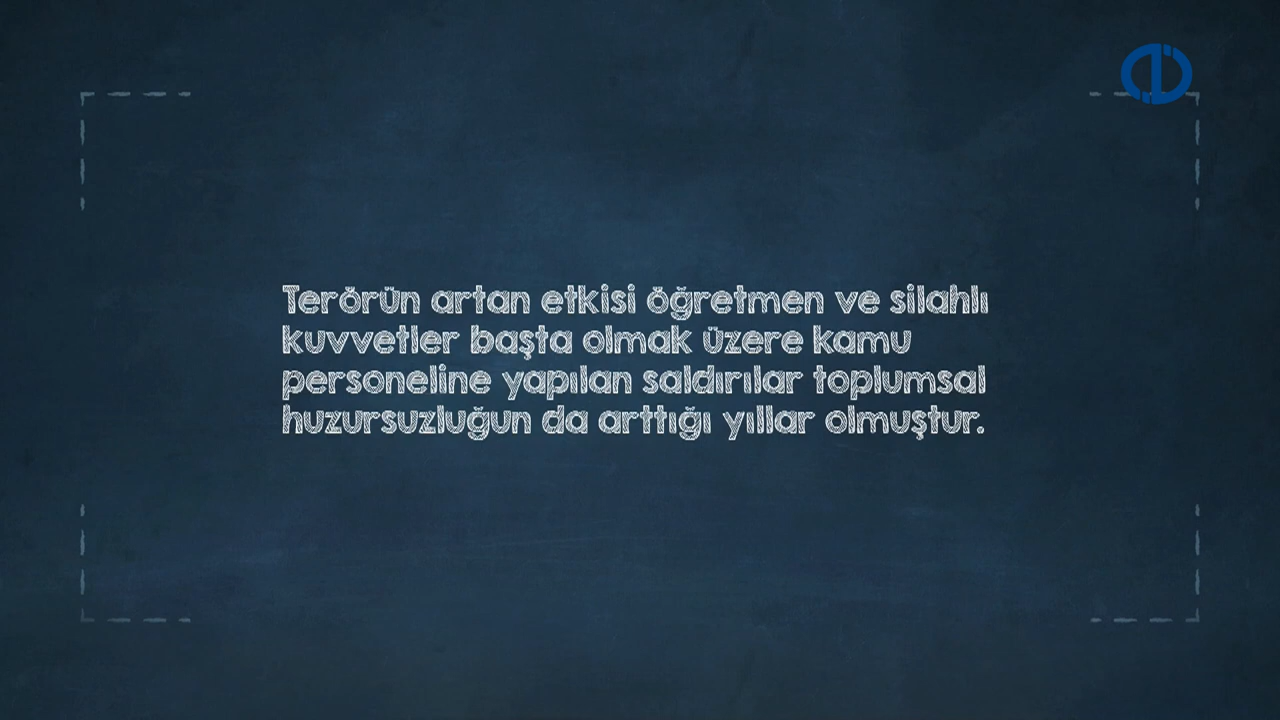 Terörün artan etkisi öğretmen ve silahlı
kuvvetler başta olmak üzere kamu
personeline yapılan saldırılar toplumsal
huzursuzluğun da arttığı yıllar olmuştur.